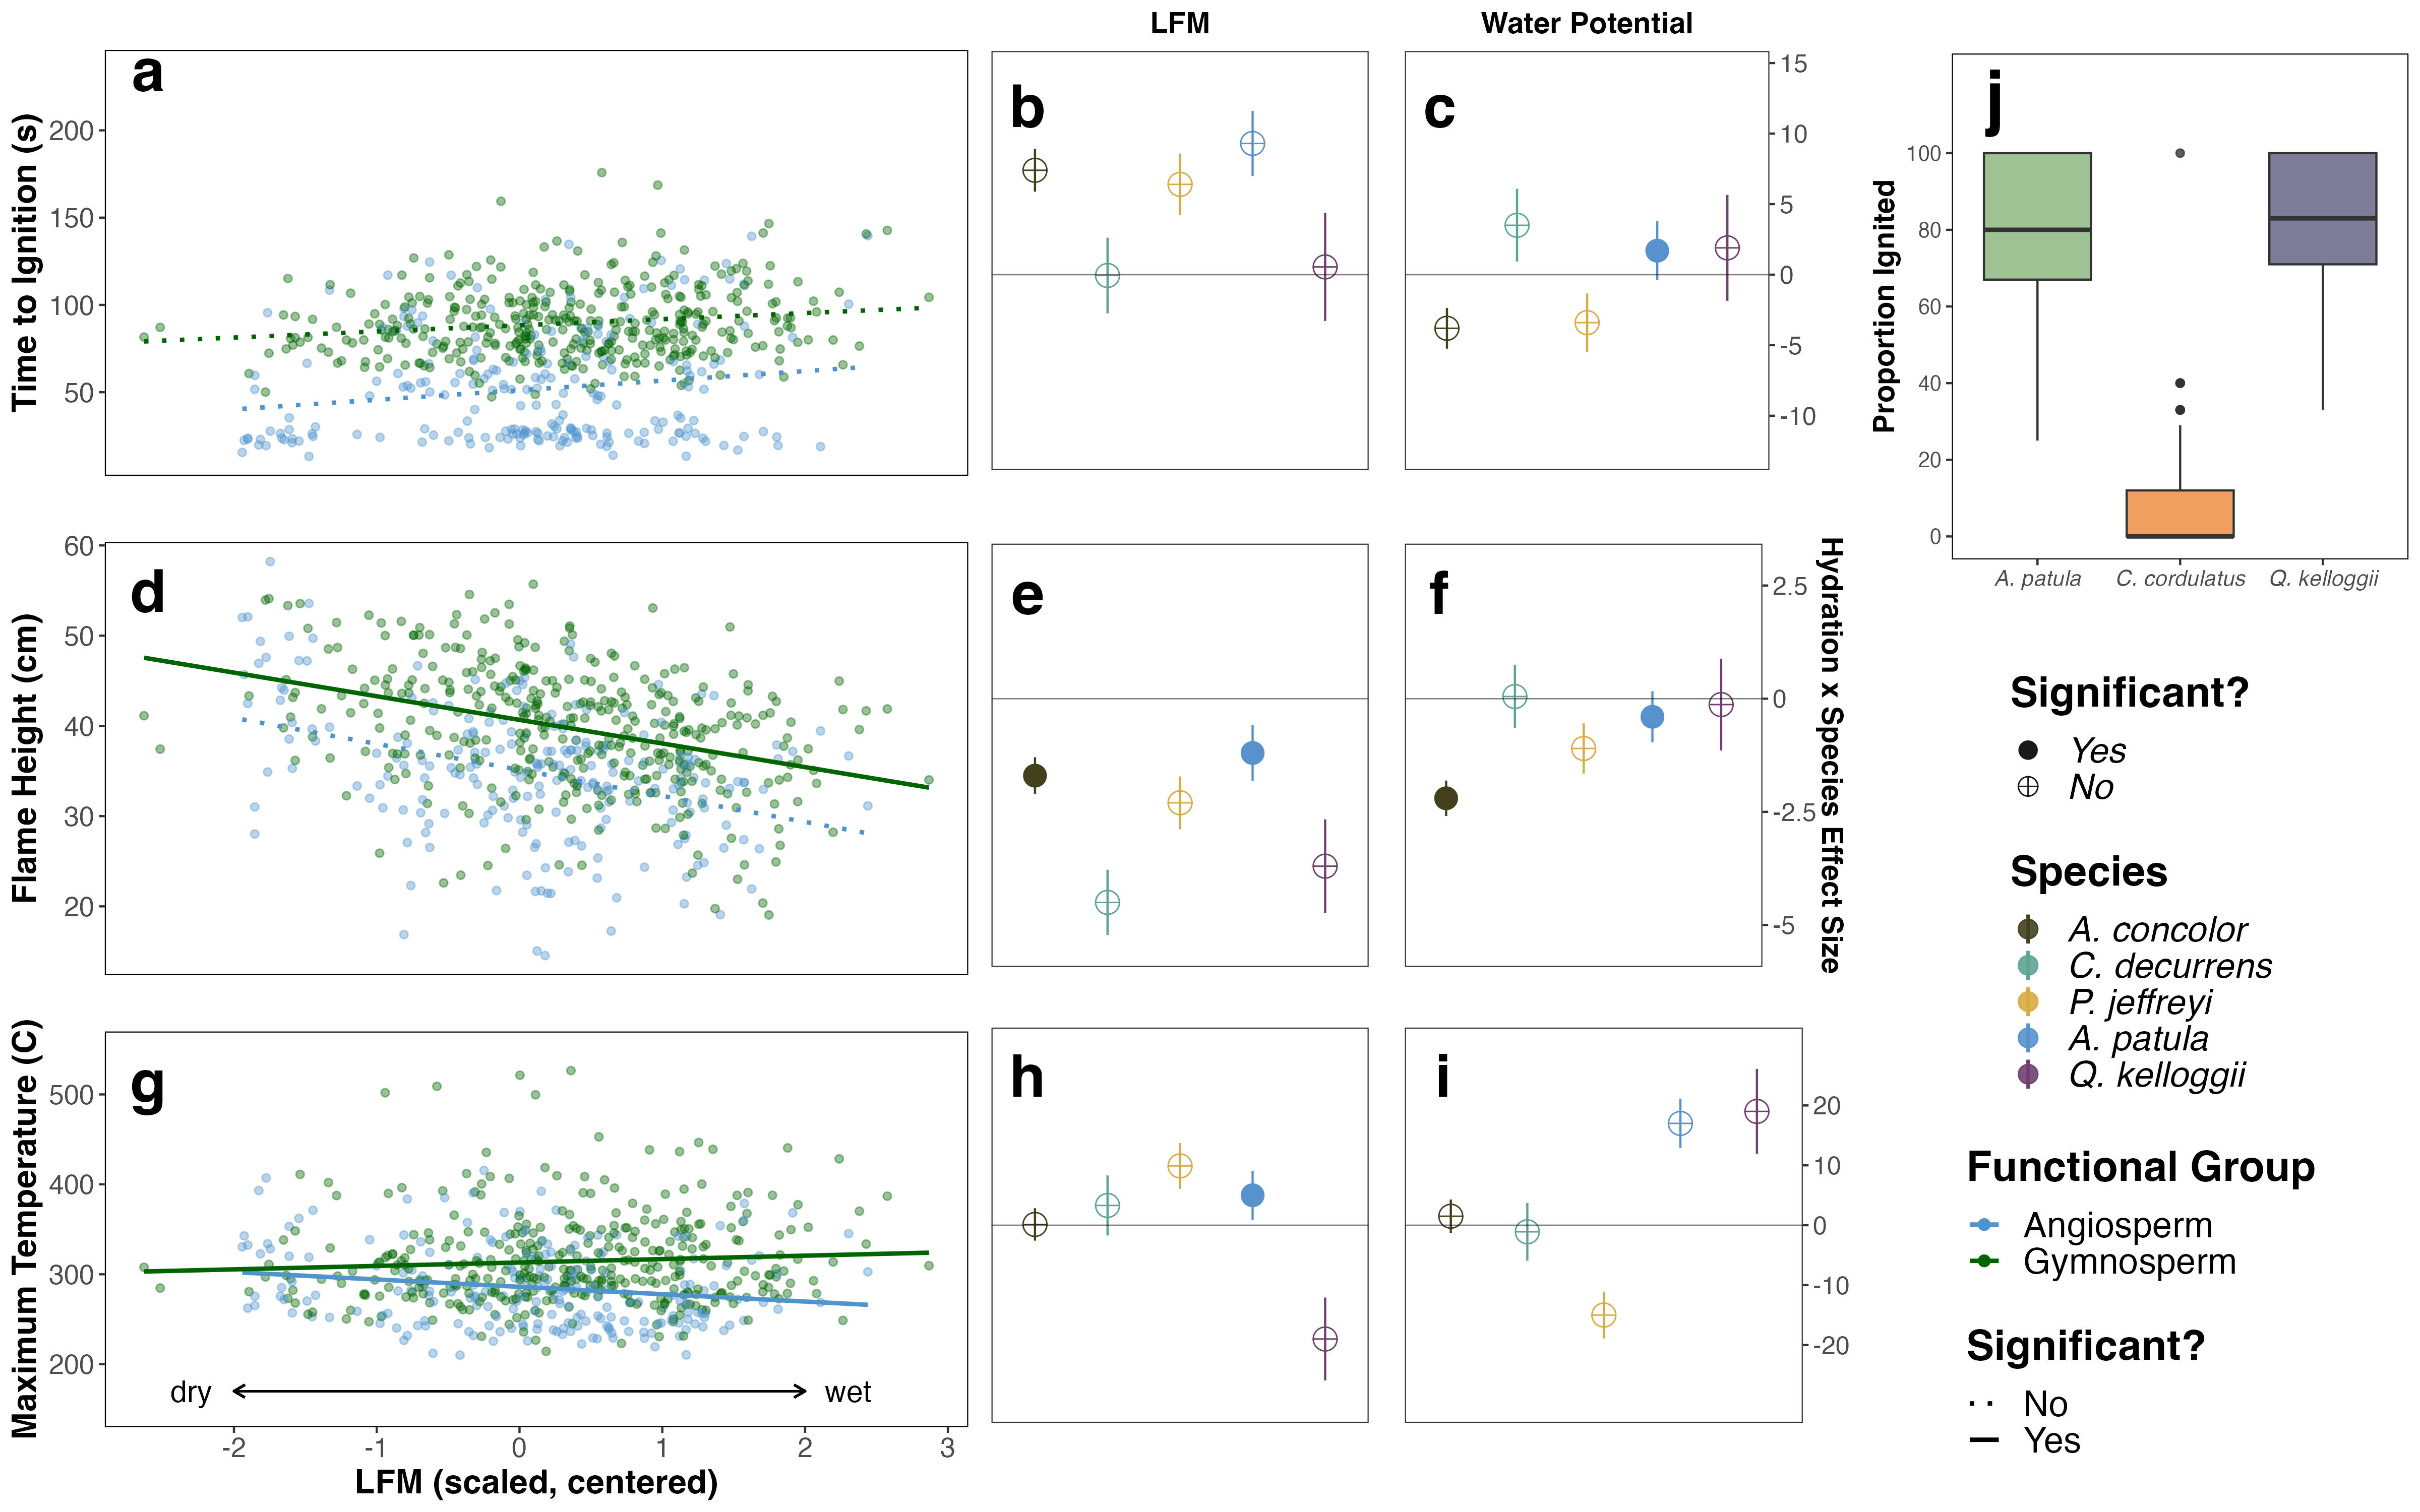 LFM
Water Potential
a
b
c
j
Time to Ignition (s)
200
150
100
50
15
10
5
0
-5
-10
Proportion Ignited
100
80
60
40
20
0
A. patula
C. cordulatus
Q. kelloggii
d
e
f
Flame Height (cm)
60
50
40
30
20
2.5
0
-2.5
-5
Hydration x Species Effect Size
g
h
i
Maximum Temperature (C)
500
400
300
200
dry
wet
-2
-1
0
1
2
3
LFM (scaled, centered)
20
10
0
-10
-20
Significant?
Yes
No
Species
A. concolor
C. decurrens
P. jeffreyi
A. patula
Q. kelloggii
Functional Group
Angiosperm
Gymnosperm
Significant?
No
Yes